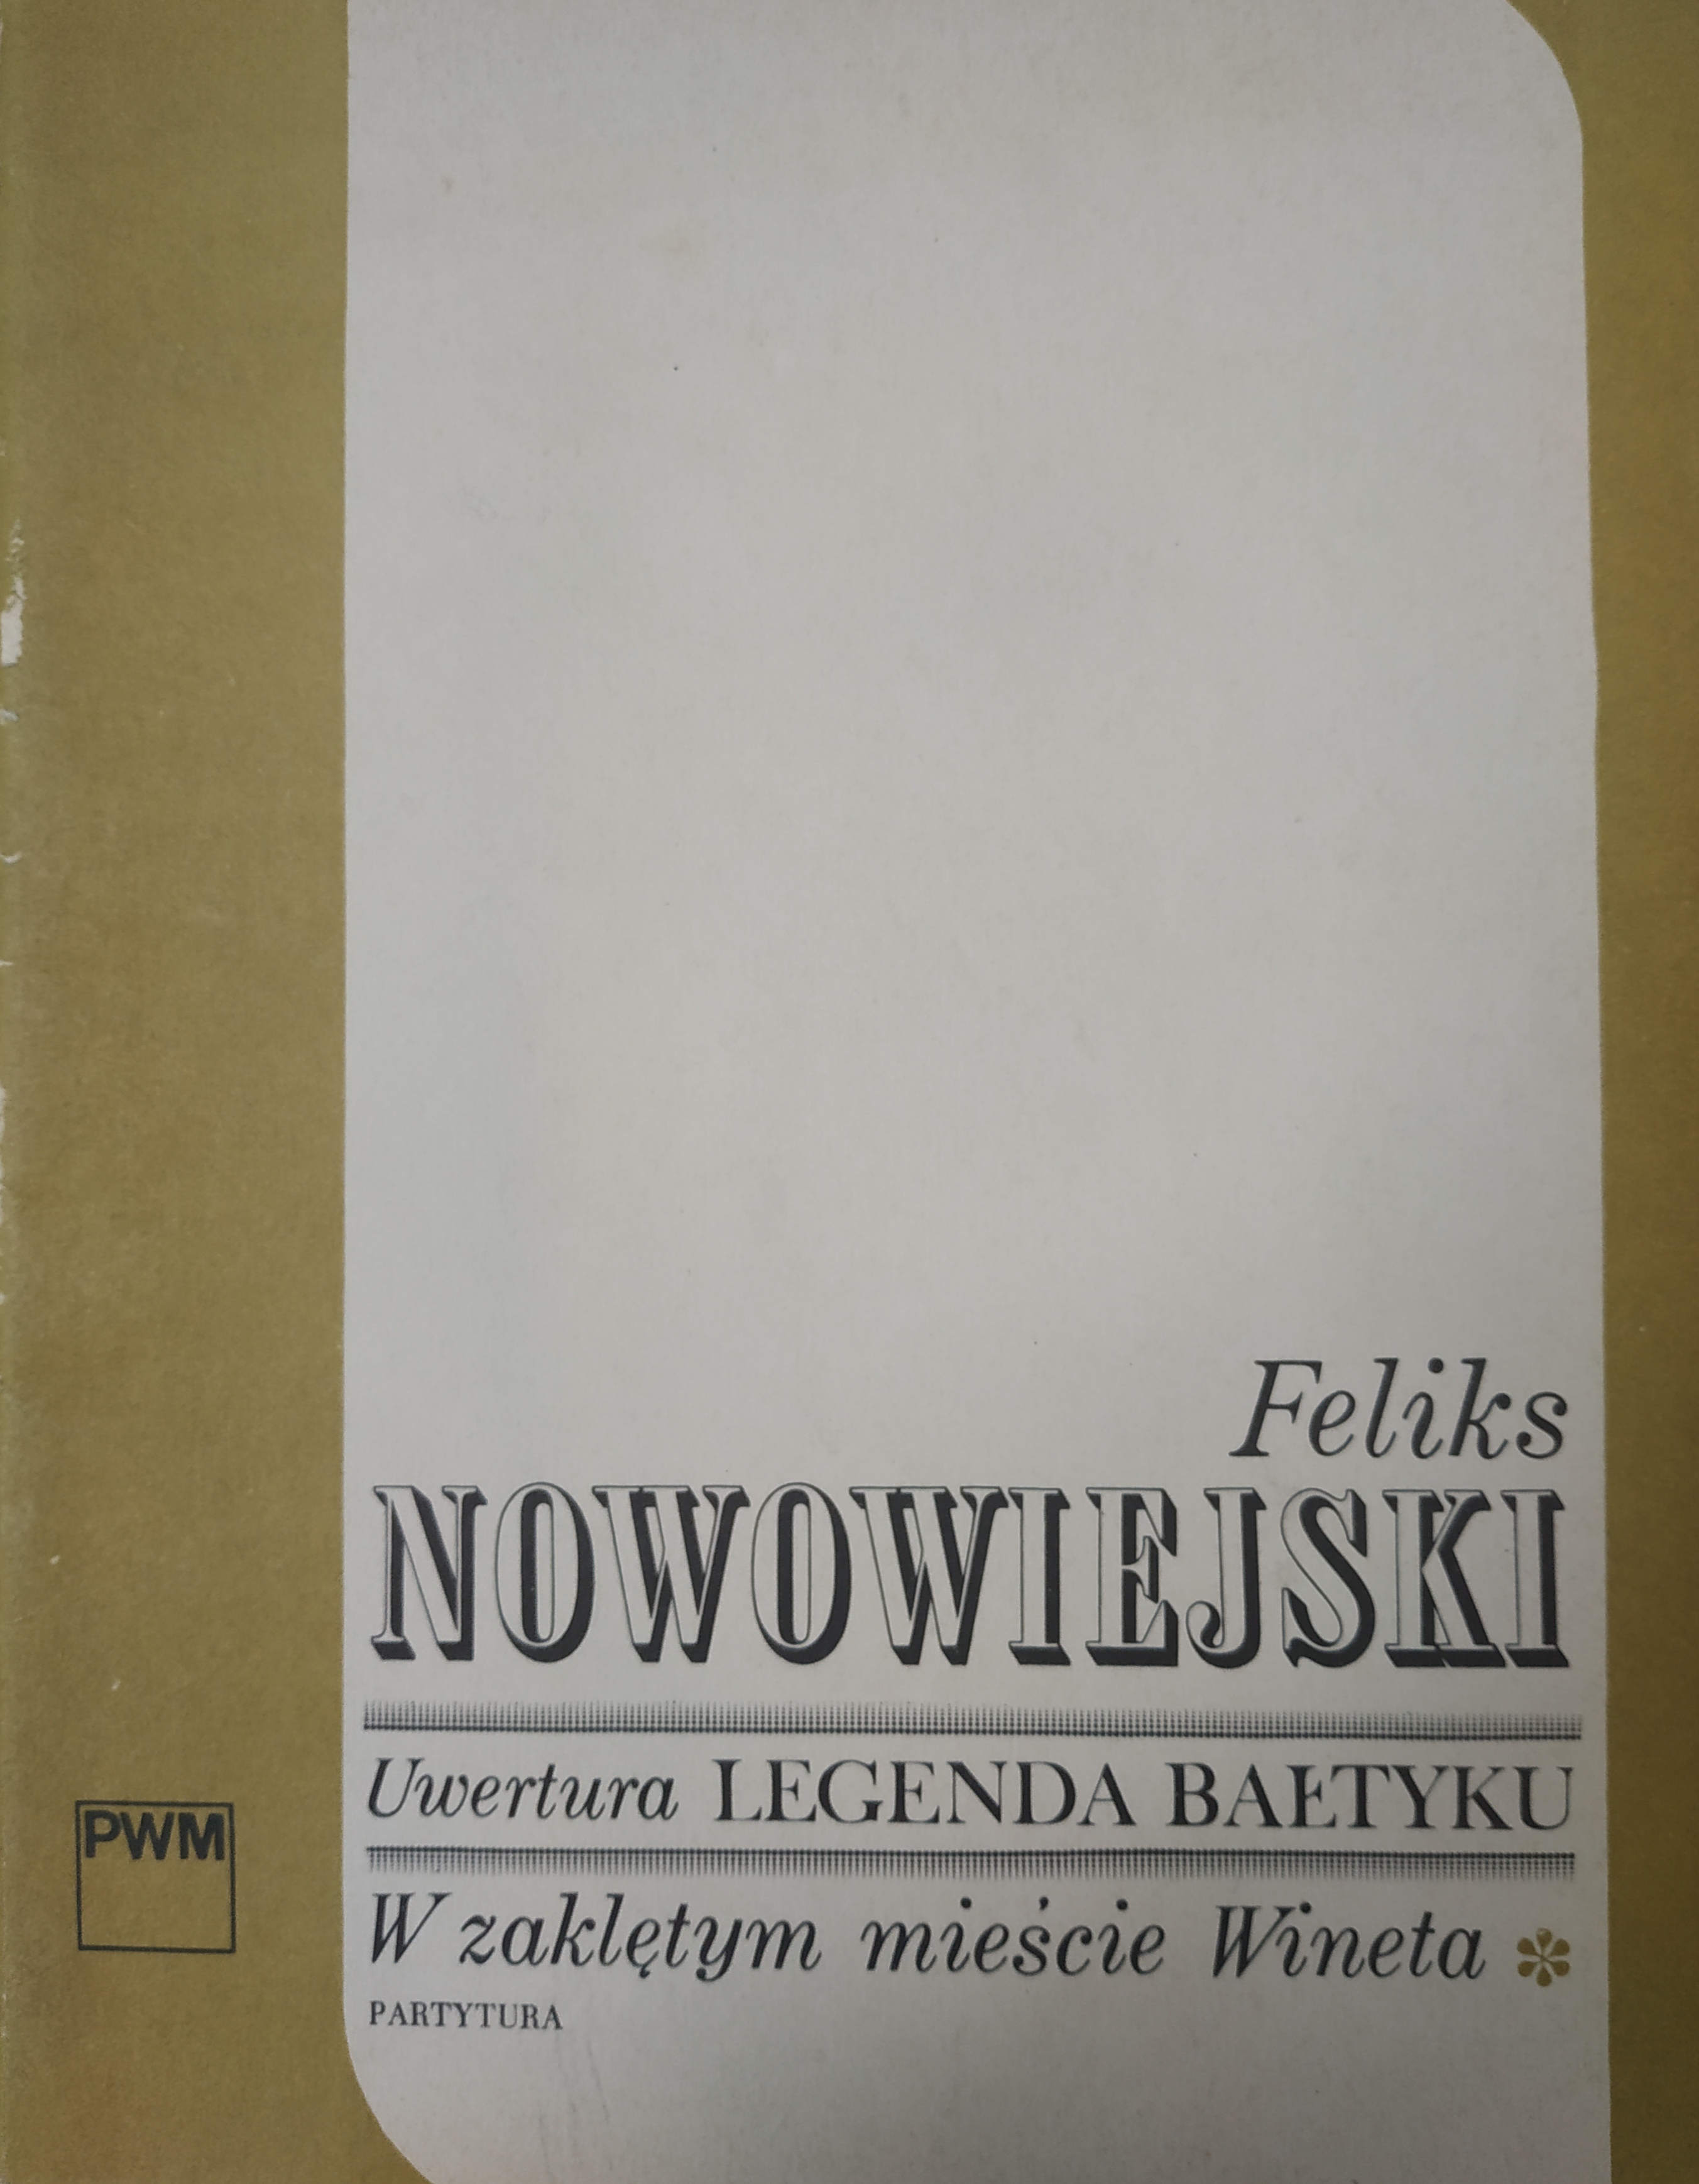 Feliks
NOWOWIEJSKI
Uwertura LEGENDA BAŁTYKU
W zaklętym mieście Wineta
PARTYTURA
PWM